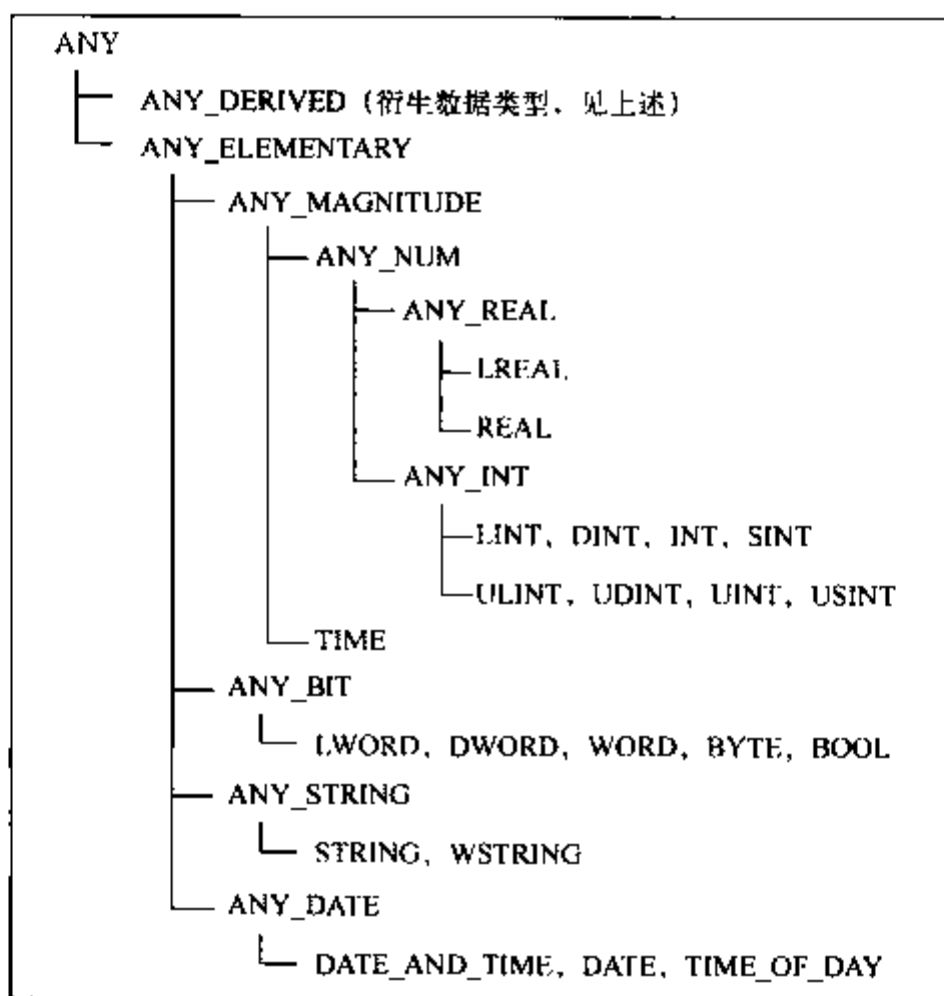 ANY
ANY_DERIVED（衍生数据类型、见上述）
ANY_ELEMENTARY
ANY_MAGNITUDE
ANY_NUM
ANY_REAL
LREAL
REAL
ANY_INT
LINT、DINT、INT、SINT
ULINT、UDINT、UINT、USINT
TIME
ANY_BIT
LWORD、DWORD、WORD、BYTE、BOOL
ANY_STRING
STRING、WSTRING
ANY_DATE
DATE_AND_TIME、DATE、TIME_OF_DAY